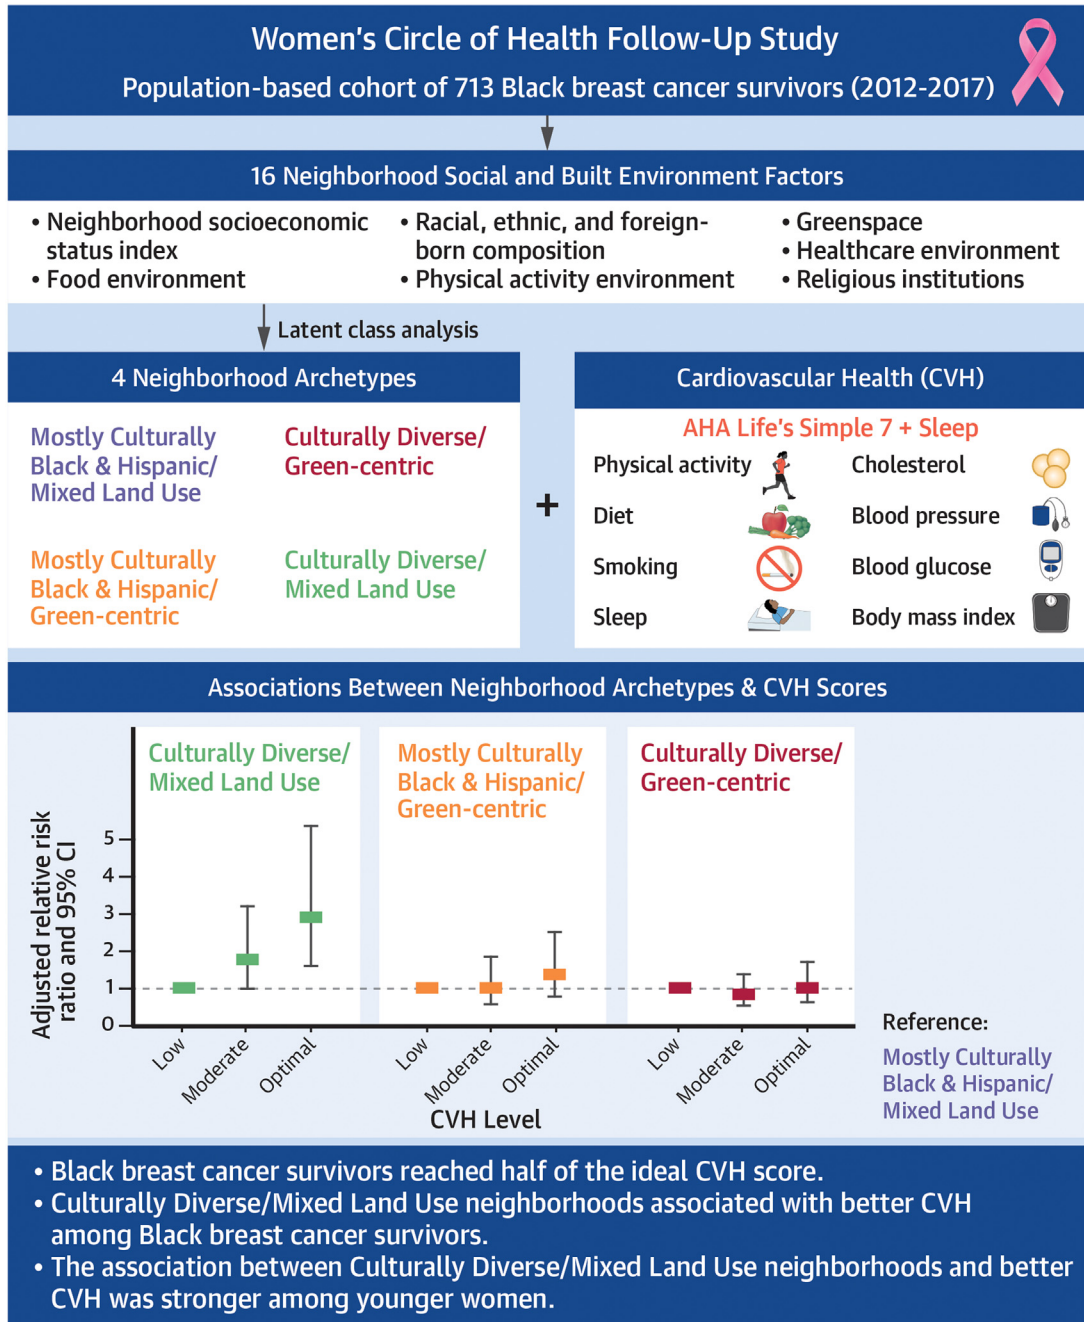 Women's Circle of Health Follow-Up Study
Population-based cohort of 713 Black breast cancer survivors (2012-2017)
16 Neighborhood Social and Built Environment Factors
• Neighborhood socioeconomic
status index
• Food environment
• Racial, ethnic, and foreign-
born composition
• Physical activity environment
• Greenspace
• Healthcare environment
• Religious institutions
Latent class analysis
4 Neighborhood Archetypes
Mostly Culturally
Black & Hispanic/
Mixed Land Use
Culturally Diverse/
Green-centric
Mostly Culturally
Black & Hispanic/
Green-centric
Culturally Diverse/
Mixed Land Use
+
Cardiovascular Health (CVH)
AHA Life's Simple 7 + Sleep
Physical activity
Diet
Smoking
Sleep
Cholesterol
Blood pressure
Blood glucose
Body mass index
Associations Between Neighborhood Archetypes & CVH Scores
Adjusted relative risk
ratio and 95% CI
5
4
3
2
1
0
Culturally Diverse/
Mixed Land Use
Low
Moderate
Optimal
Mostly Culturally
Black & Hispanic/
Green-centric
Low
Moderate
Optimal
Culturally Diverse/
Green-centric
Low
Moderate
Optimal
CVH Level
Reference:
Mostly Culturally
Black & Hispanic/
Mixed Land Use
• Black breast cancer survivors reached half of the ideal CVH score.
• Culturally Diverse/Mixed Land Use neighborhoods associated with better CVH
among Black breast cancer survivors.
• The association between Culturally Diverse/Mixed Land Use neighborhoods and better
CVH was stronger among younger women.